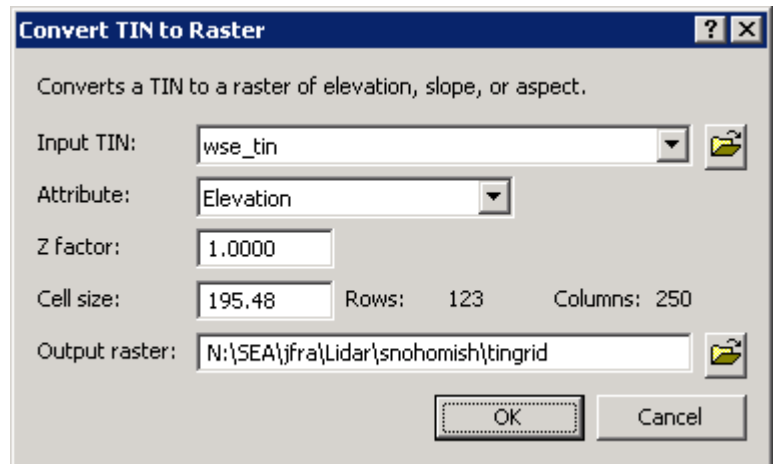 Convert TIN to Raster
Converts a TIN to a raster of elevation, slope, or aspect.
Input TIN: wse_tin
Attribute: Elevation
Z factor: 1.0000
Cell size: 195.48 Rows: 123 Columns: 250
Output raster: N:\SEA\jfra\Lidar\snohomish\tingrid
OK Cancel